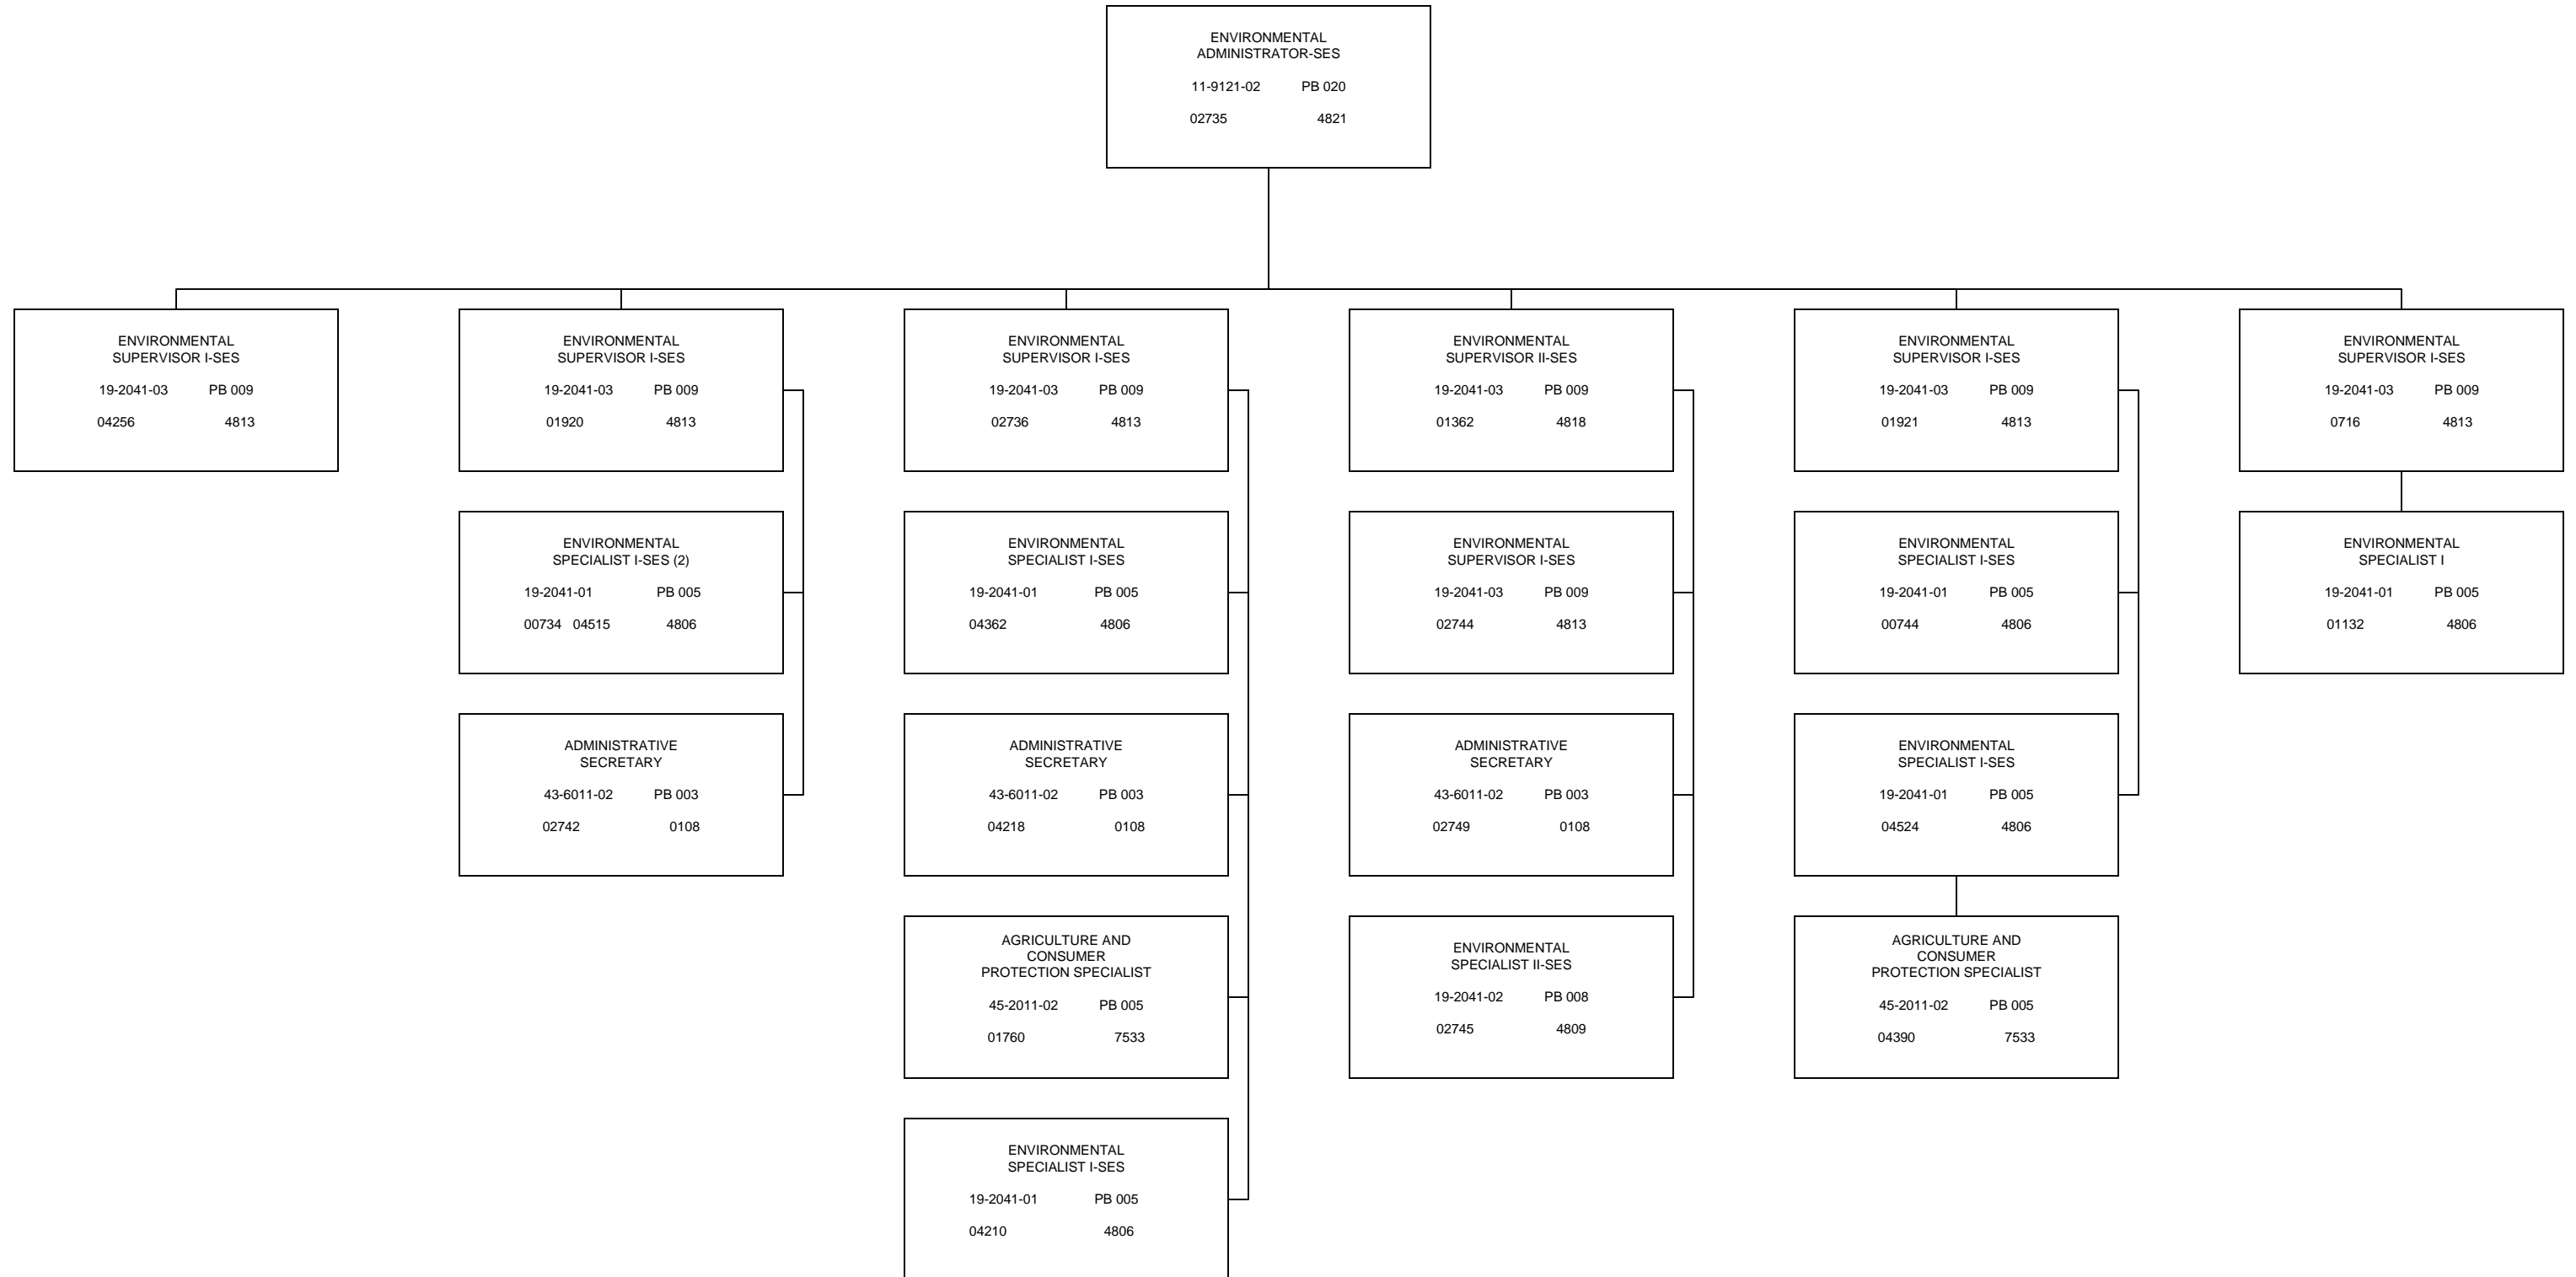 ENVIRONMENTAL
ADMINISTRATOR-SES
11-9121-02 PB 020
02735 4821
ENVIRONMENTAL
SUPERVISOR I-SES
19-2041-03 PB 009
04256 4813
ENVIRONMENTAL
SUPERVISOR I-SES
19-2041-03 PB 009
01920 4813
ENVIRONMENTAL
SPECIALIST I-SES (2)
19-2041-01 PB 005
00734 04515 4806
ADMINISTRATIVE
SECRETARY
43-6011-02 PB 003
02742 0108
ENVIRONMENTAL
SUPERVISOR I-SES
19-2041-03 PB 009
02736 4813
ENVIRONMENTAL
SPECIALIST I-SES
19-2041-01 PB 005
04362 4806
ADMINISTRATIVE
SECRETARY
43-6011-02 PB 003
04218 0108
AGRICULTURE AND
CONSUMER
PROTECTION SPECIALIST
45-2011-02 PB 005
01760 7533
ENVIRONMENTAL
SPECIALIST I-SES
19-2041-01 PB 005
04210 4806
ENVIRONMENTAL
SUPERVISOR II-SES
19-2041-03 PB 009
01362 4818
ENVIRONMENTAL
SUPERVISOR I-SES
19-2041-03 PB 009
02744 4813
ADMINISTRATIVE
SECRETARY
43-6011-02 PB 003
02749 0108
ENVIRONMENTAL
SPECIALIST II-SES
19-2041-02 PB 008
02745 4809
ENVIRONMENTAL
SUPERVISOR I-SES
19-2041-03 PB 009
01921 4813
ENVIRONMENTAL
SPECIALIST I-SES
19-2041-01 PB 005
00744 4806
ENVIRONMENTAL
SPECIALIST I-SES
19-2041-01 PB 005
04524 4806
AGRICULTURE AND
CONSUMER
PROTECTION SPECIALIST
45-2011-02 PB 005
04390 7533
ENVIRONMENTAL
SUPERVISOR I-SES
19-2041-03 PB 009
0716 4813
ENVIRONMENTAL
SPECIALIST I
19-2041-01 PB 005
01132 4806